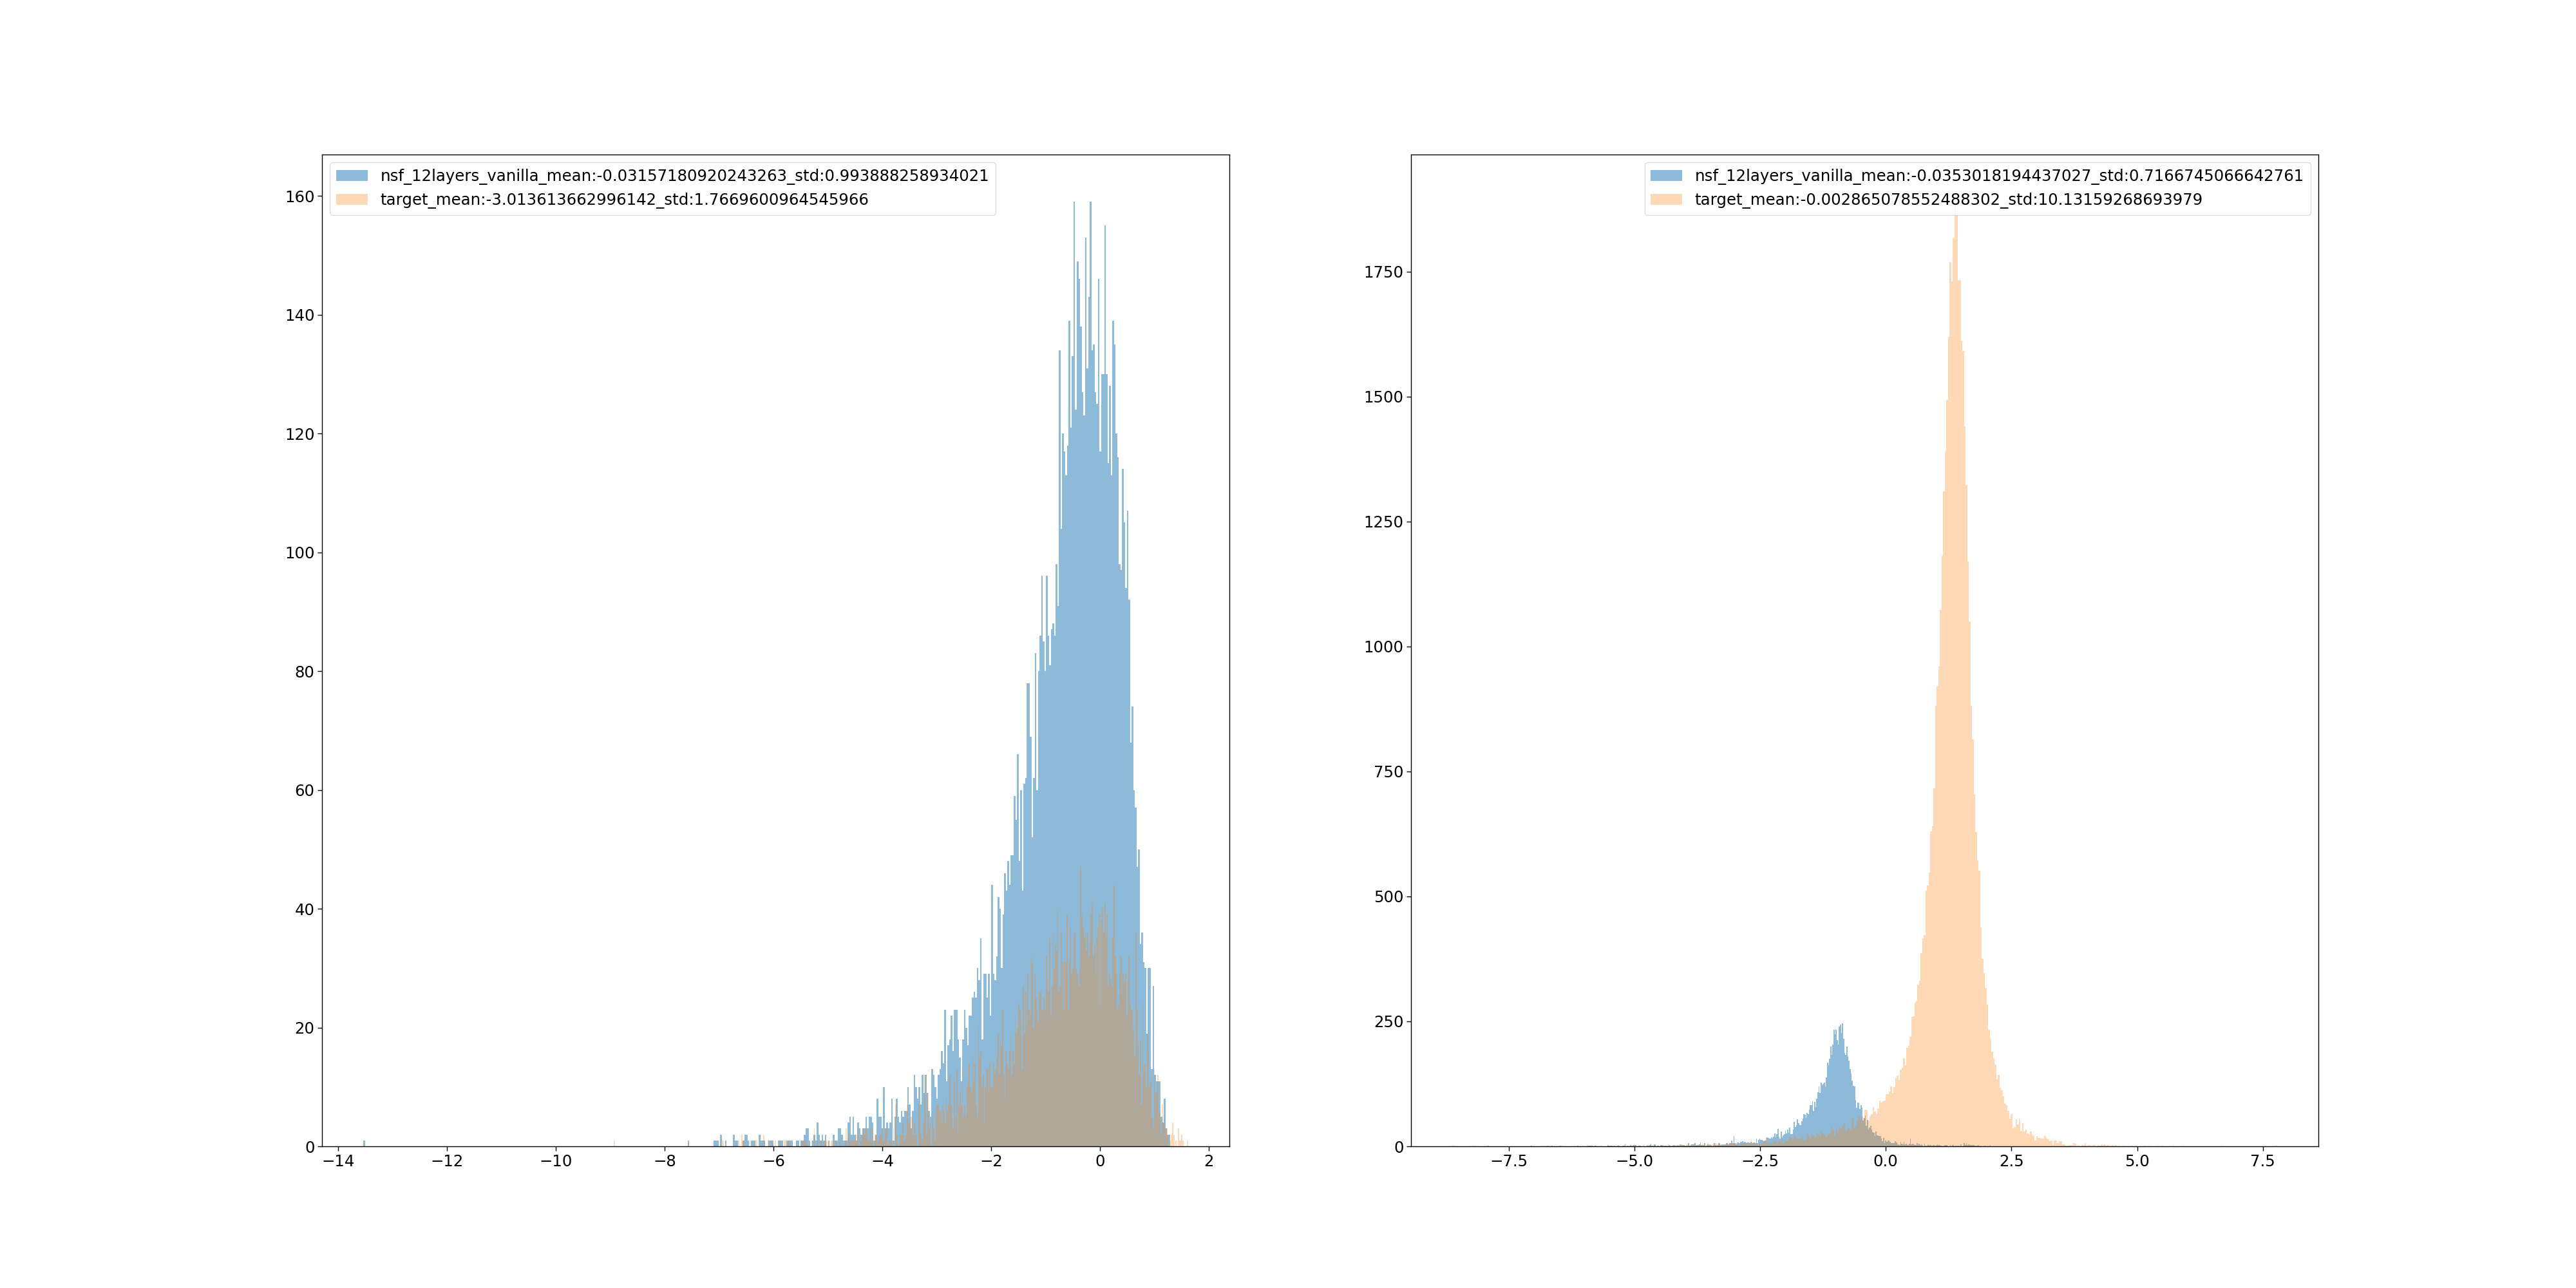 nsf_12layers_vanilla_mean:-0.03157180920243263_std:0.993888258934021
target_mean:-3.013613662996142_std:1.7669600964545966
160
140
120
100
80
60
40
20
0
−14 −12 −10 −8 −6 −4 −2 0 2
nsf_12layers_vanilla_mean:-0.0353018194437027_std:0.7166745066642761
target_mean:-0.002865078552488302_std:10.13159268693979
1750
1500
1250
1000
750
500
250
0
−7.5 −5.0 −2.5 0.0 2.5 5.0 7.5